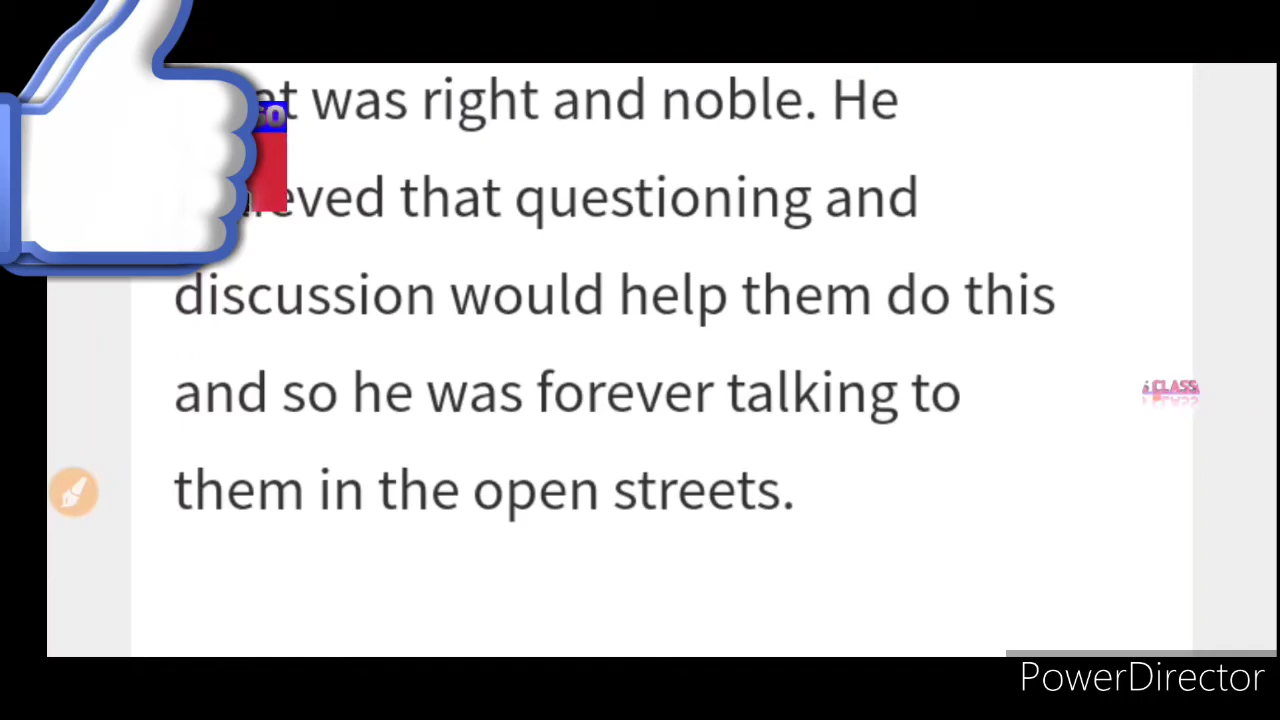 was right and noble. He
that questioning and
discussion would help them do this
and so he was forever talking to
them in the open streets.
CLASS
PowerDirector